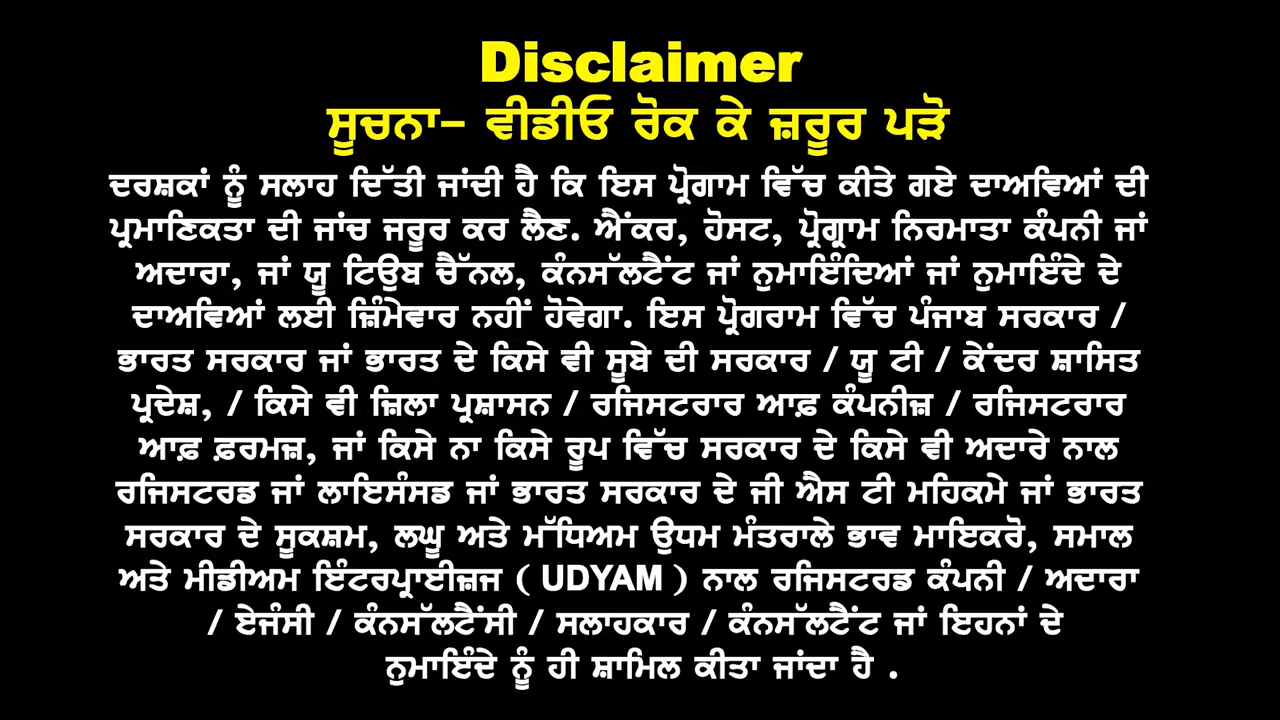 Disclaimer
ਸੂਚਨਾ- ਵੀਡੀਓ ਰੋਕ ਕੇ ਜ਼ਰੂਰ ਪੜੋ
ਦਰਸ਼ਕਾਂ ਨੂੰ ਸਲਾਹ ਦਿੱਤੀ ਜਾਂਦੀ ਹੈ ਕਿ ਇਸ ਪ੍ਰੋਗਾਮ ਵਿੱਚ ਕੀਤੇ ਗਏ ਦਾਅਵਿਆਂ ਦੀ
ਪ੍ਰਮਾਣਿਕਤਾ ਦੀ ਜਾਂਚ ਜਰੂਰ ਕਰ ਲੈਣ. ਐਂਕਰ, ਹੋਸਟ, ਪ੍ਰੋਗ੍ਰਾਮ ਨਿਰਮਾਤਾ ਕੰਪਨੀ ਜਾਂ
ਅਦਾਰਾ, ਜਾਂ ਯੂ ਟਿਊਬ ਚੈੱਨਲ, ਕੰਨਸੱਲਟੈਂਟ ਜਾਂ ਨੁਮਾਇੰਦਿਆਂ ਜਾਂ ਨੁਮਾਇੰਦੇ ਦੇ
ਦਾਅਵਿਆਂ ਲਈ ਜ਼ਿੰਮੇਵਾਰ ਨਹੀਂ ਹੋਵੇਗਾ. ਇਸ ਪ੍ਰੋਗਰਾਮ ਵਿੱਚ ਪੰਜਾਬ ਸਰਕਾਰ /
ਭਾਰਤ ਸਰਕਾਰ ਜਾਂ ਭਾਰਤ ਦੇ ਕਿਸੇ ਵੀ ਸੂਬੇ ਦੀ ਸਰਕਾਰ / ਯੂ ਟੀ / ਕੇਂਦਰ ਸ਼ਾਸਿਤ
ਪ੍ਰਦੇਸ਼, / ਕਿਸੇ ਵੀ ਜ਼ਿਲਾ ਪ੍ਰਸ਼ਾਸਨ / ਰਜਿਸਟਰਾਰ ਆਫ਼ ਕੰਪਨੀਜ਼ / ਰਜਿਸਟਰਾਰ
ਆਫ਼ ਫ਼ਰਮਜ਼, ਜਾਂ ਕਿਸੇ ਨਾ ਕਿਸੇ ਰੂਪ ਵਿੱਚ ਸਰਕਾਰ ਦੇ ਕਿਸੇ ਵੀ ਅਦਾਰੇ ਨਾਲ
ਰਜਿਸਟਰਡ ਜਾਂ ਲਾਇਸੰਸਡ ਜਾਂ ਭਾਰਤ ਸਰਕਾਰ ਦੇ ਜੀ ਐਸ ਟੀ ਮਹਿਕਮੇ ਜਾਂ ਭਾਰਤ
ਸਰਕਾਰ ਦੇ ਸੂਕਸ਼ਮ, ਲਘੂ ਅਤੇ ਮੱਧਿਅਮ ਉਧਮ ਮੰਤਰਾਲੇ ਭਾਵ ਮਾਇਕਰੋ, ਸਮਾਲ
ਅਤੇ ਮੀਡੀਅਮ ਇੰਟਰਪ੍ਰਾਈਜ਼ਜ ( UDYAM ) ਨਾਲ ਰਜਿਸਟਰਡ ਕੰਪਨੀ / ਅਦਾਰਾ
/ ਏਜੰਸੀ / ਕੰਨਸੱਲਟੈਂਸੀ / ਸਲਾਹਕਾਰ / ਕੰਨਸੱਲਟੈਂਟ ਜਾਂ ਇਹਨਾਂ ਦੇ
ਨੁਮਾਇੰਦੇ ਨੂੰ ਹੀ ਸ਼ਾਮਿਲ ਕੀਤਾ ਜਾਂਦਾ ਹੈ .